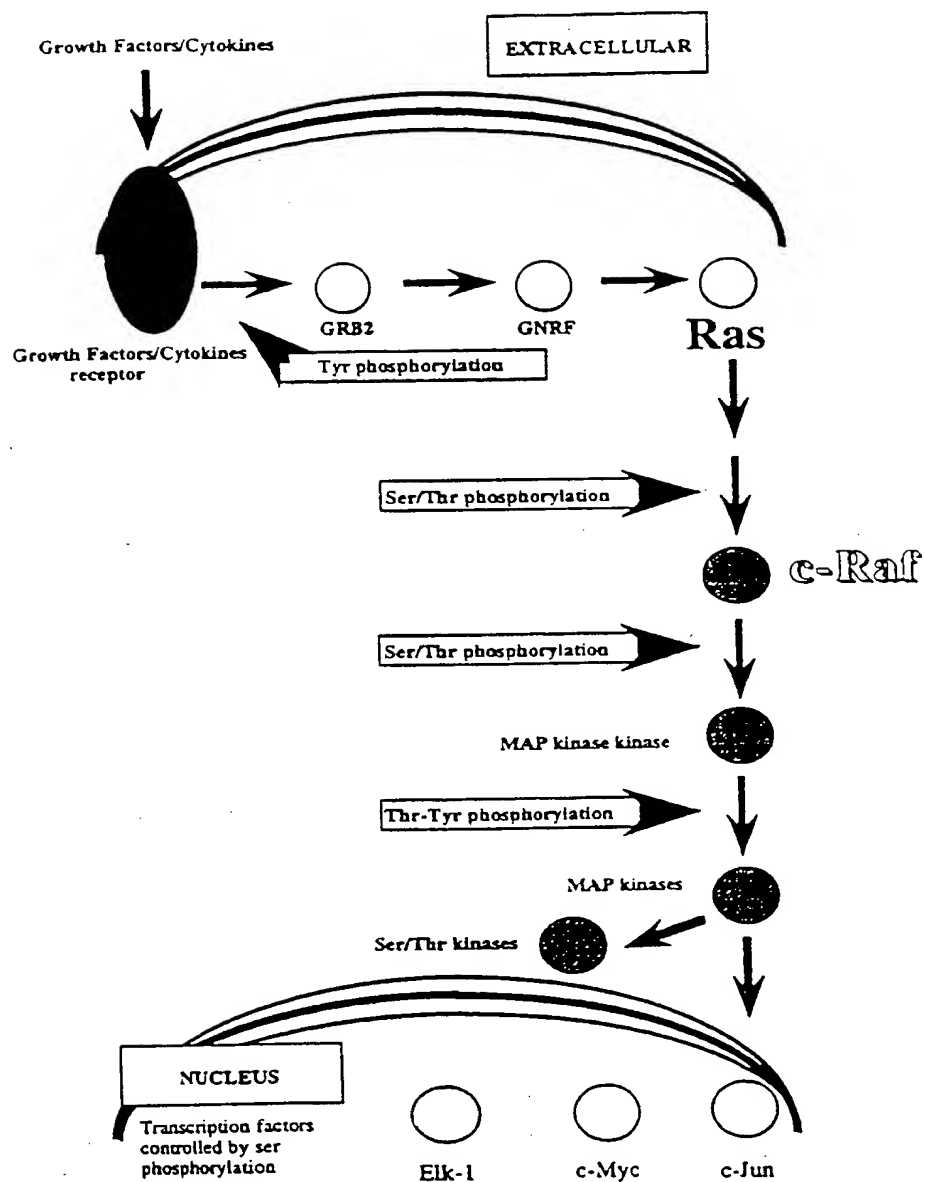 Growth Factors/Cytokines
EXTRACELLULAR
GRB2
GNRF
Ras
Growth Factors/Cytokines
receptor
Tyr phosphorylation
Ser/Thr phosphorylation
c-Raf
Ser/Thr phosphorylation
MAP kinase kinase
Thr-Tyr phosphorylation
MAP kinases
Ser/Thr kinases
NUCLEUS
Transcription factors
controlled by ser
phosphorylation
Elk-1
c-Myc
c-Jun